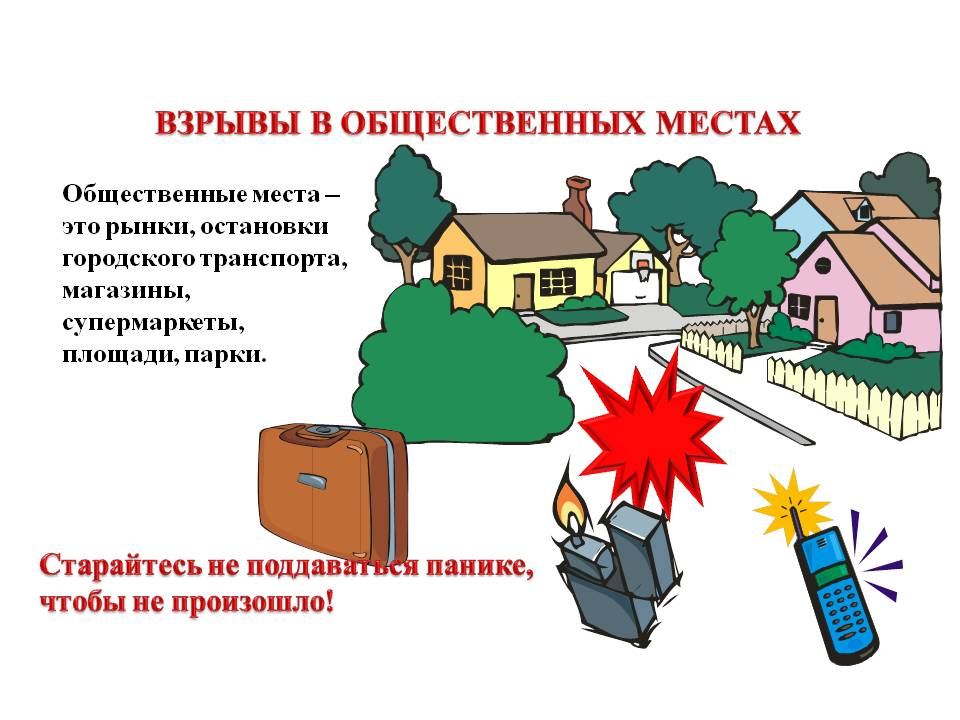 ВЗРЫВЫ В ОБЩЕСТВЕННЫХ МЕСТАХ
Общественные места –
это рынки, остановки
городского транспорта,
магазины,
супермаркеты,
площади, парки.
Старайтесь не поддаваться панике,
чтобы не произошло!